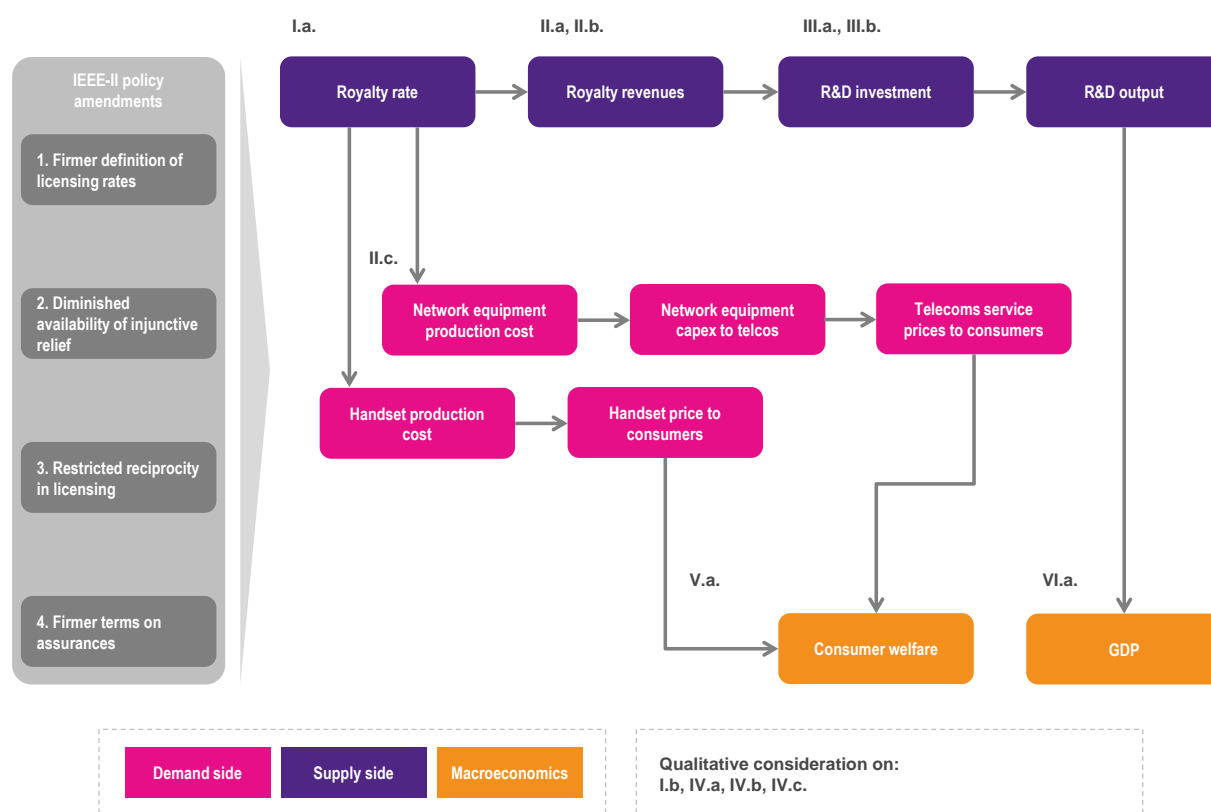 I.a.
II.a, II.b.
III.a., III.b.
IEEE-II policy
amendments
Royalty rate
Royalty revenues
R&D investment
R&D output
1. Firmer definition of
licensing rates
II.c.
2. Diminished
availability of injunctive
relief
Network equipment
production cost
Network equipment
capex to telcos
Telecoms service
prices to consumers
Handset production
cost
Handset price to
consumers
3. Restricted reciprocity
in licensing
V.a.
VI.a.
4. Firmer terms on
assurances
Consumer welfare
GDP
Demand side
Supply side
Macroeconomics
Qualitative consideration on:
I.b, IV.a, IV.b, IV.c.